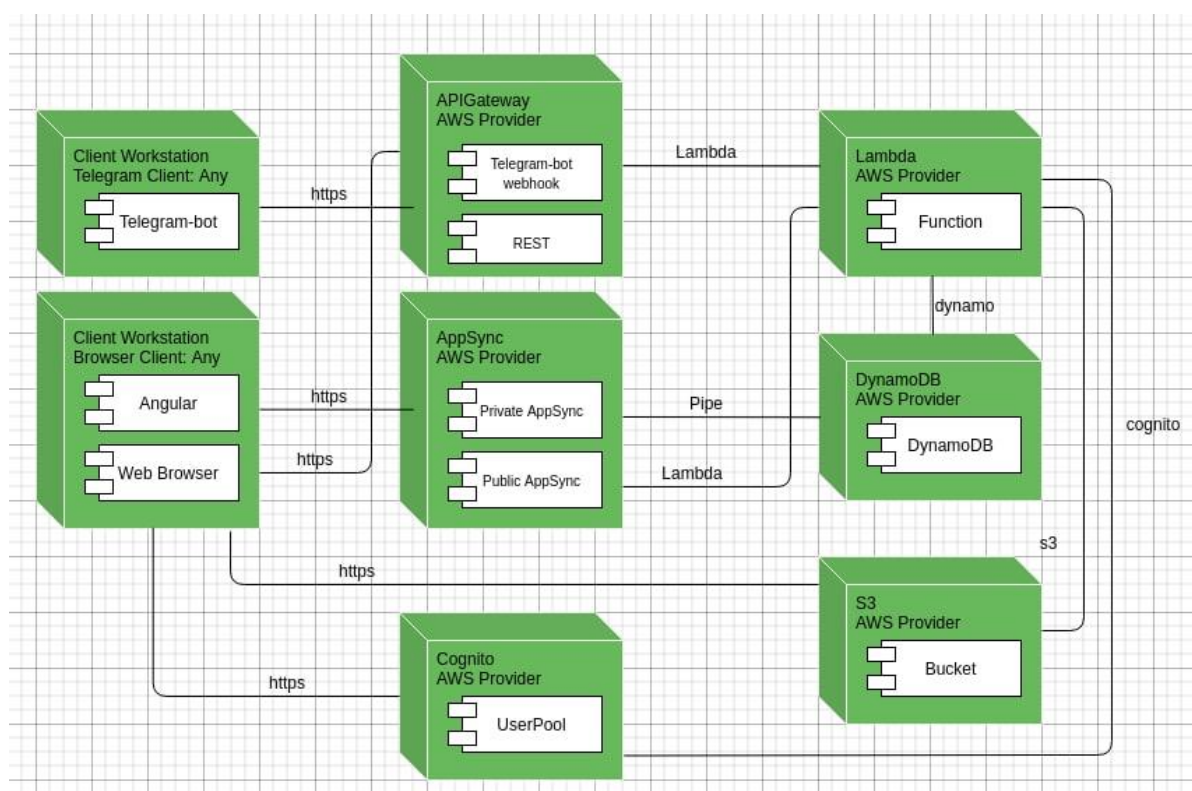 APIGateway
AWS Provider
Telegram-bot
webhook
REST
Client Workstation
Telegram Client: Any
Telegram-bot
https
Lambda
Lambda
AWS Provider
Function
dynamo
Client Workstation
Browser Client: Any
Angular
Web Browser
https
https
AppSync
AWS Provider
Private AppSync
Public AppSync
Pipe
Lambda
DynamoDB
AWS Provider
DynamoDB
cognito
s3
https
S3
AWS Provider
Bucket
https
Cognito
AWS Provider
UserPool